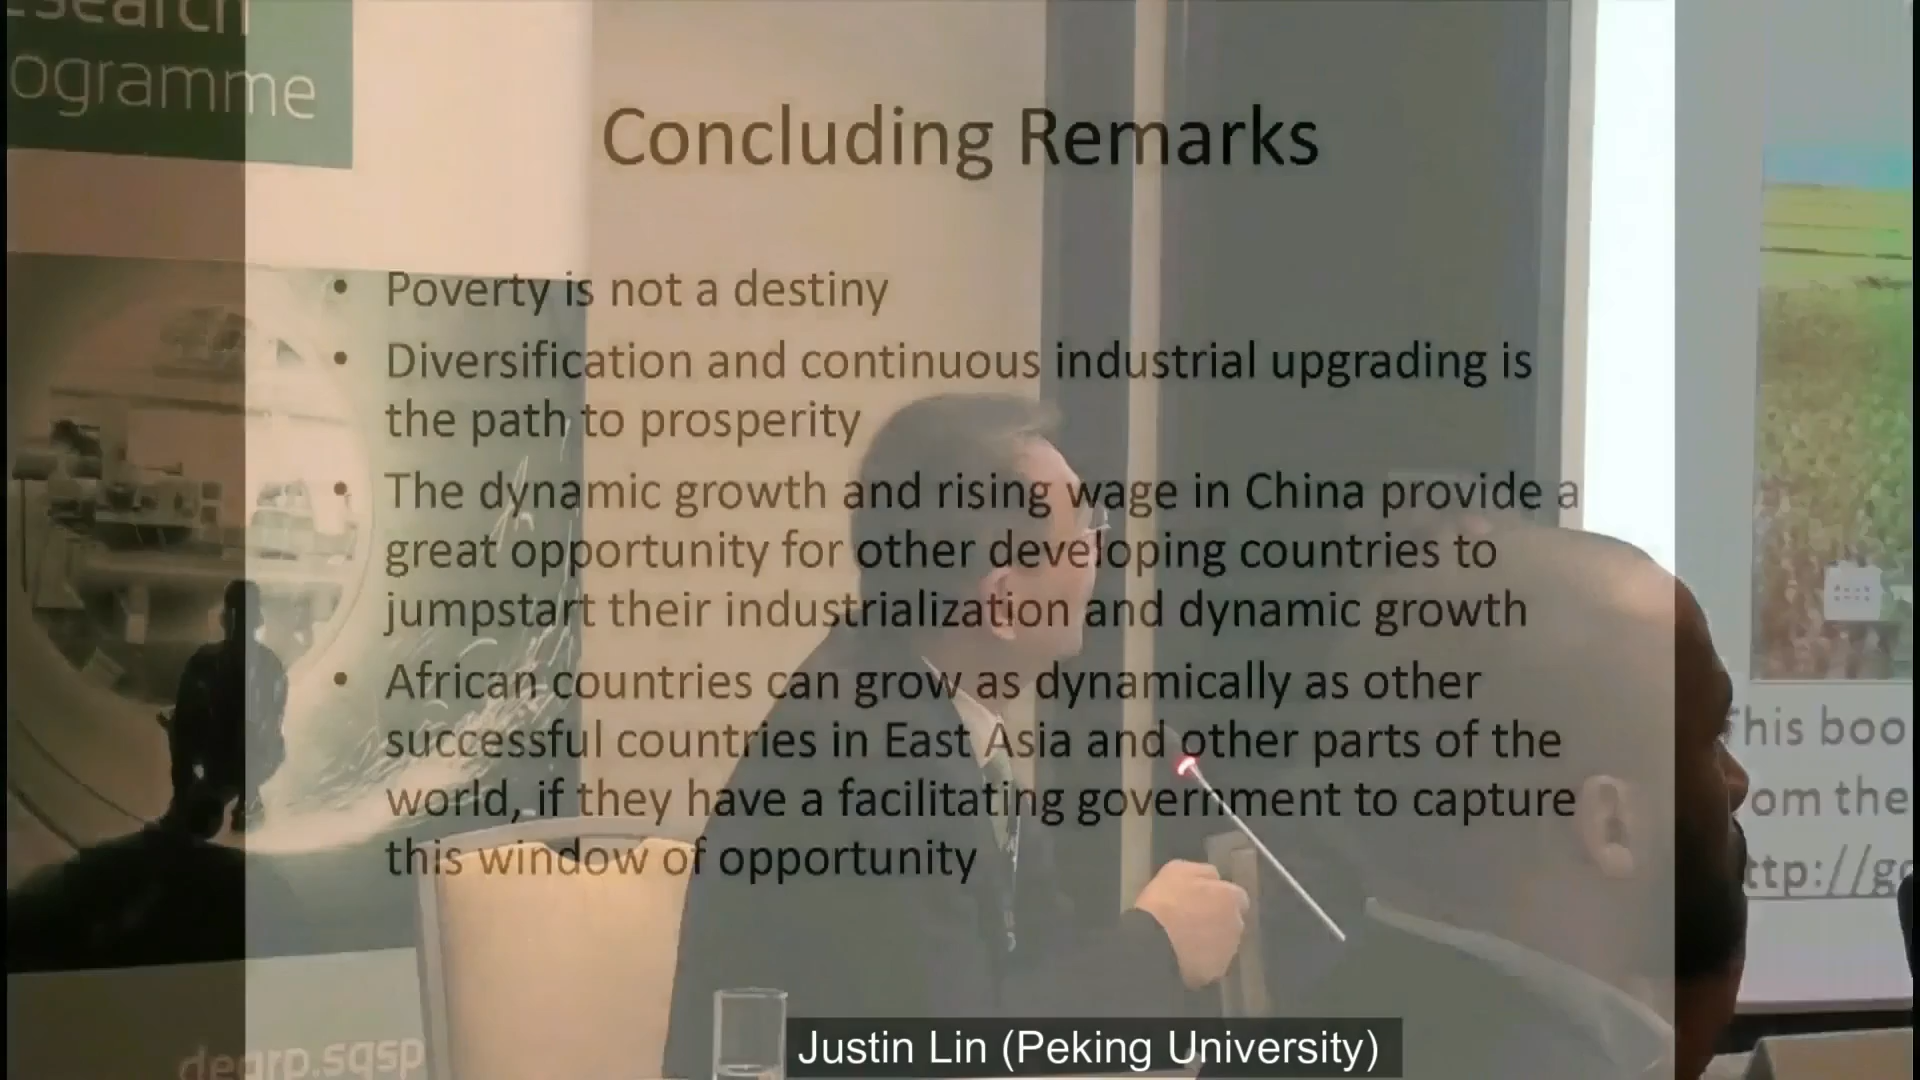 ogramme
Concluding Remarks
• Poverty is not a destiny
• Diversification and continuous industrial upgrading is
the path to prosperity
• The dynamic growth and rising wage in China provide a
great opportunity for other developing countries to
jumpstart their industrialization and dynamic growth
• African countries can grow as dynamically as other
successful countries in East Asia and other parts of the
world, if they have a facilitating government to capture
this window of opportunity
This boo
om the
ttp://go
degrp.sqsp
Justin Lin (Peking University)